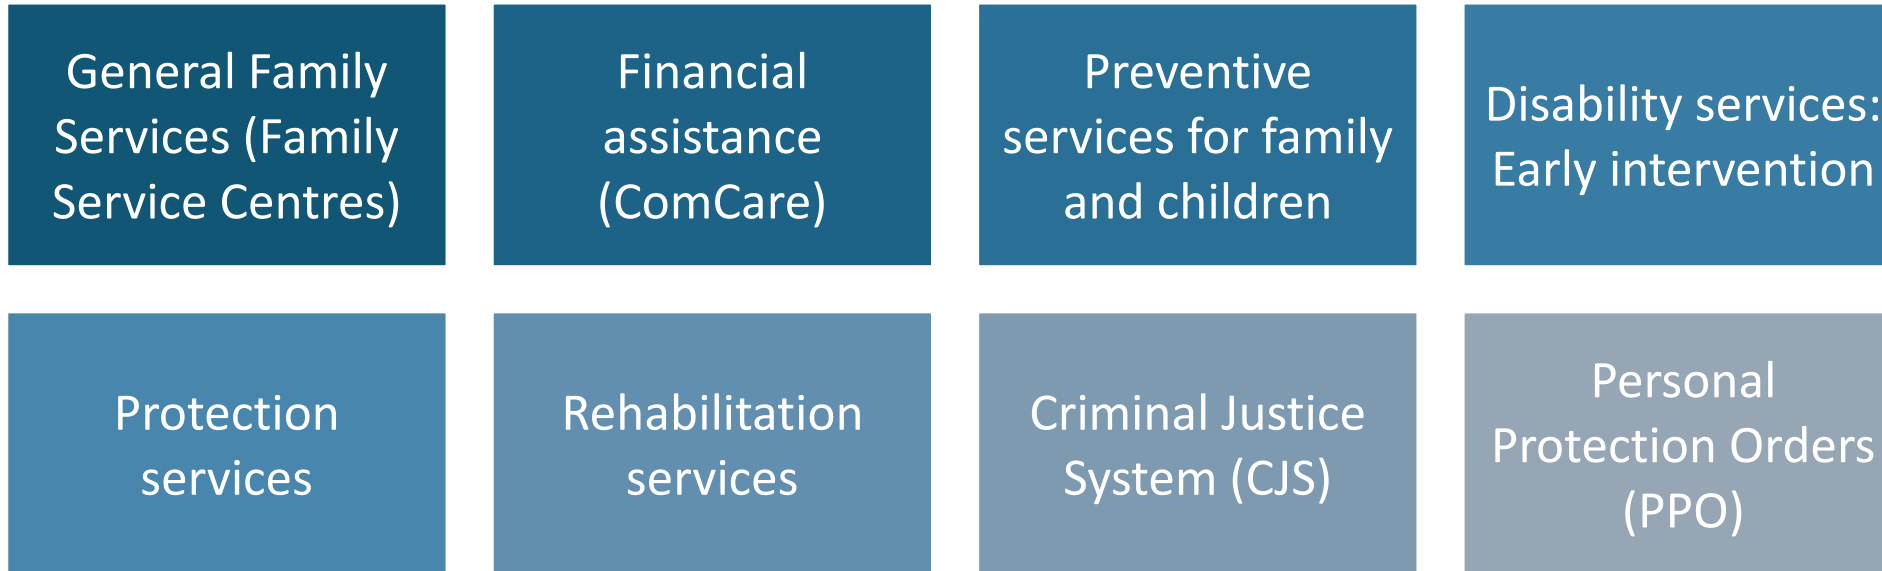 General Family
Services (Family
Service Centres)
Financial
assistance
(ComCare)
Preventive
services for family
and children
Disability services:
Early intervention
Protection
services
Rehabilitation
services
Criminal Justice
System (CJS)
Personal
Protection Orders
(PPO)